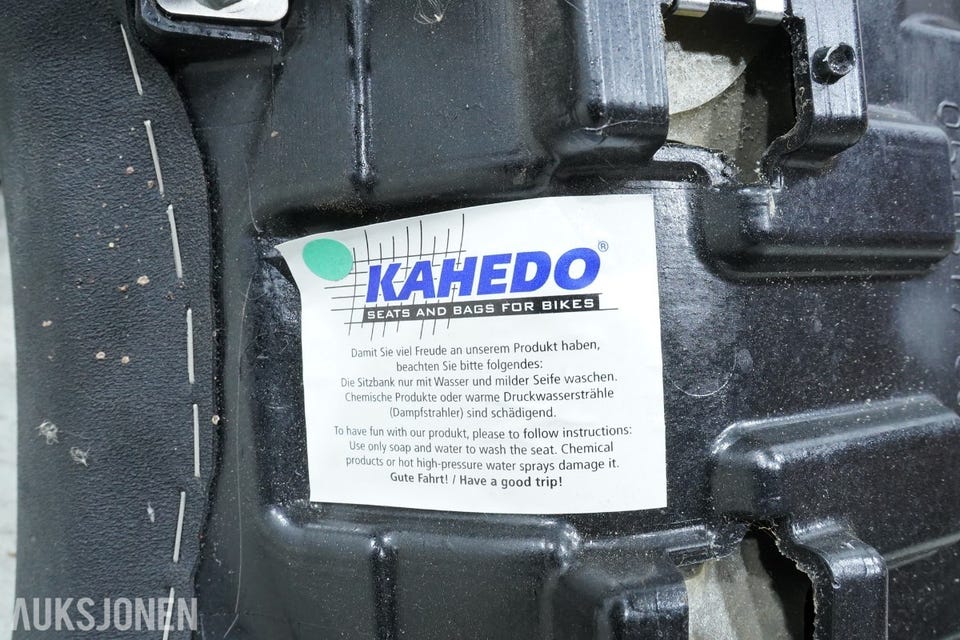 KAHEDO®
SEATS AND BAGS FOR BIKES
Damit Sie viel Freude an unserem Produkt haben,
beachten Sie bitte folgendes:
Die Sitzbank nur mit Wasser und milder Seife waschen.
Chemische Produkte oder warme Druckwassersträhle
(Dampfstrahler) sind schädigend.
To have fun with our produkt, please to follow instructions:
Use only soap and water to wash the seat. Chemical
products or hot high-pressure water sprays damage it.
Gute Fahrt! / Have a good trip!
AUKSJONEN